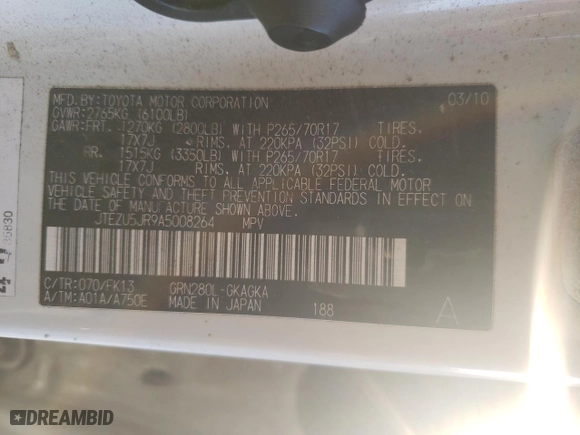 MFD. BY: TOYOTA MOTOR CORPORATION 03/10
GVWR: 2765KG (6100LB)
GAWR: FRT. 1270KG (2800LB) WITH P265/70R17 TIRES.
17X7J RIMS. AT 220KPA (32PSI) COLD.
RR. 1515KG (3350LB) WITH P265/70R17 TIRES.
17X7J RIMS. AT 220KPA (32PSI) COLD.
THIS VEHICLE CONFORMS TO ALL APPLICABLE FEDERAL MOTOR
VEHICLE SAFETY AND THEFT PREVENTION STANDARDS IN EFFECT ON
THE DATE OF MANUFACTURE SHOWN ABOVE.
JTEZU5JR9A5008264 MPV
C/TR: 070/FK13 GRN280L-GKAGKA
A/TM: A01A/A750E MADE IN JAPAN 188 A
DREAMBID